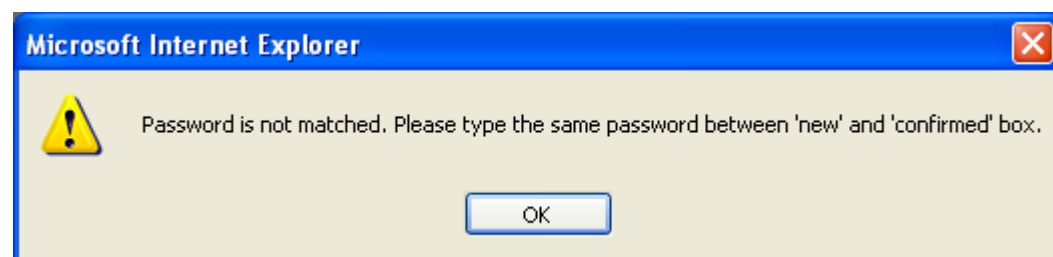 Microsoft Internet Explorer
Password is not matched. Please type the same password between 'new' and 'confirmed' box.
OK